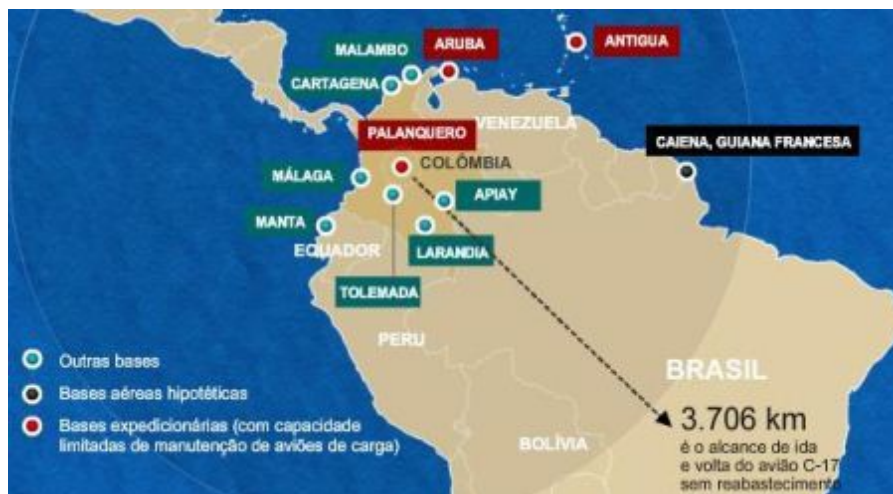 MALAMBO
ARUBA
ANTIGUA
CARTAGENA
PALANQUERO
VENEZUELA
CAIENA, GUIANA FRANCESA
COLÔMBIA
MÁLAGA
APIAY
MANTA
EQUADOR
LARANDIA
TOLEMADA
PERU
Outras bases
Bases aéreas hipotéticas
Bases expedicionárias (com capacidade
limitadas de manutenção de aviões de carga)
BRASIL
3.706 km
é o alcance de ida
e volta do avião C-17
sem reabastecimento
BOLÍVIA